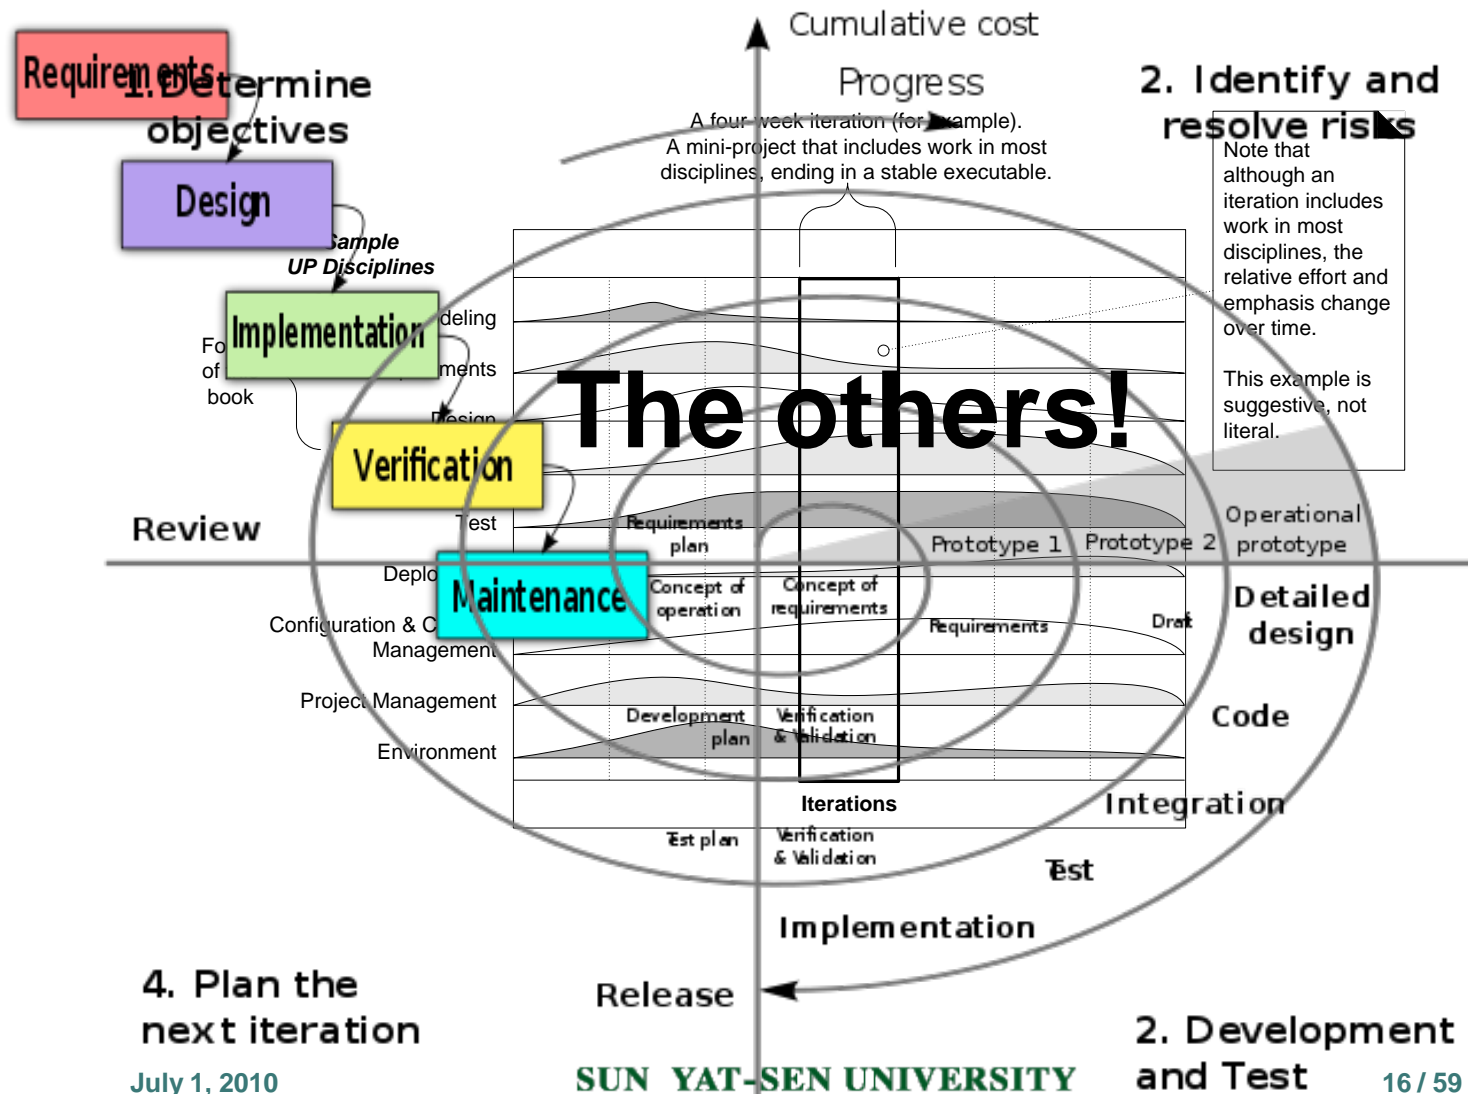 Cumulative cost
Progress
Requirements
1. Determine
objectives
2. Identify and
resolve risks
A four-week iteration (for example).
A mini-project that includes work in most
disciplines, ending in a stable executable.
Note that
although an
iteration includes
work in most
disciplines, the
relative effort and
emphasis change
over time.
This example is
suggestive, not
literal.
Design
Sample
UP Disciplines
Implementation
book
Design
The others!
Verification
Test
Review
Requirements
plan
Prototype 1
Prototype 2
Operational
prototype
Maintenance
Concept of
operation
Concept of
requirements
Requirements
Draft
Detailed
design
Configuration & C
Management
Project Management
Development
plan
Verification
& Validation
Code
Environment
Iterations
Integration
Test plan
Verification
& Validation
Test
Implementation
Release
4. Plan the
next iteration
2. Development
and Test
July 1, 2010
SUN YAT-SEN UNIVERSITY
16 / 59